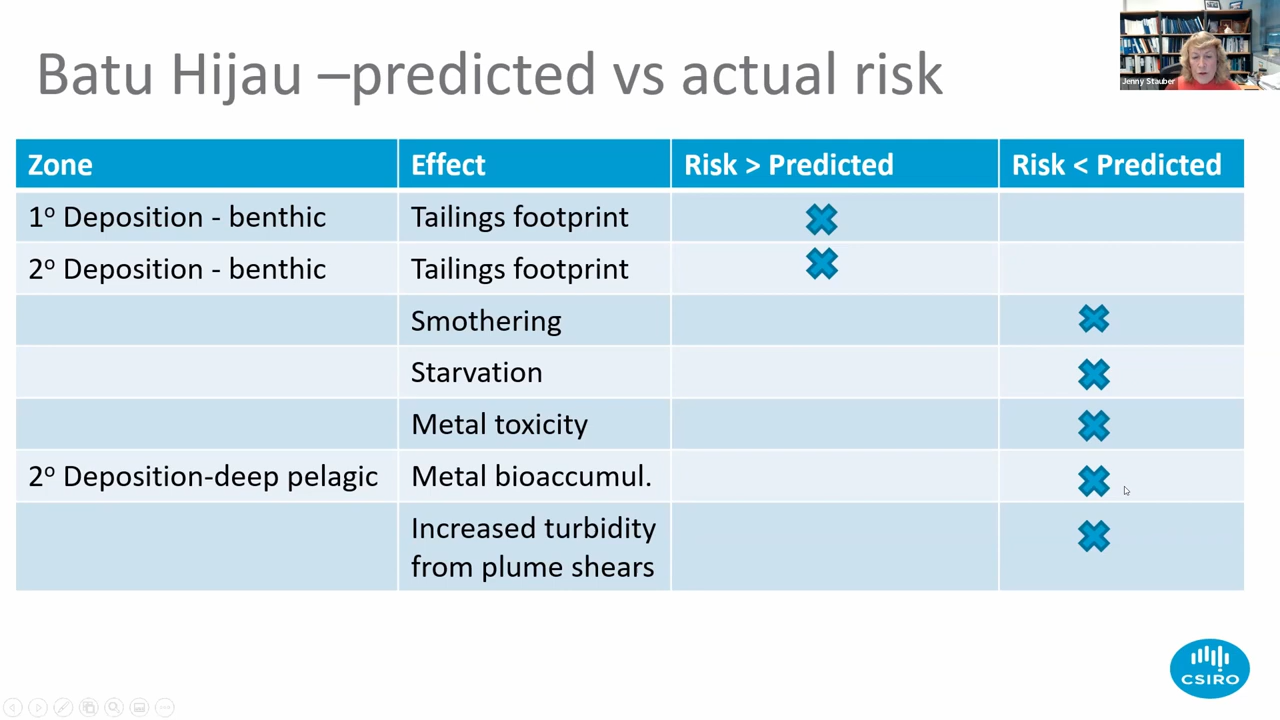 Batu Hijau –predicted vs actual risk
Jenny Stauber
Zone Effect Risk > Predicted Risk < Predicted
1º Deposition - benthic Tailings footprint
2º Deposition - benthic Tailings footprint
Smothering
Starvation
Metal toxicity
2º Deposition-deep pelagic Metal bioaccumul.
Increased turbidity
from plume shears
CSIRO